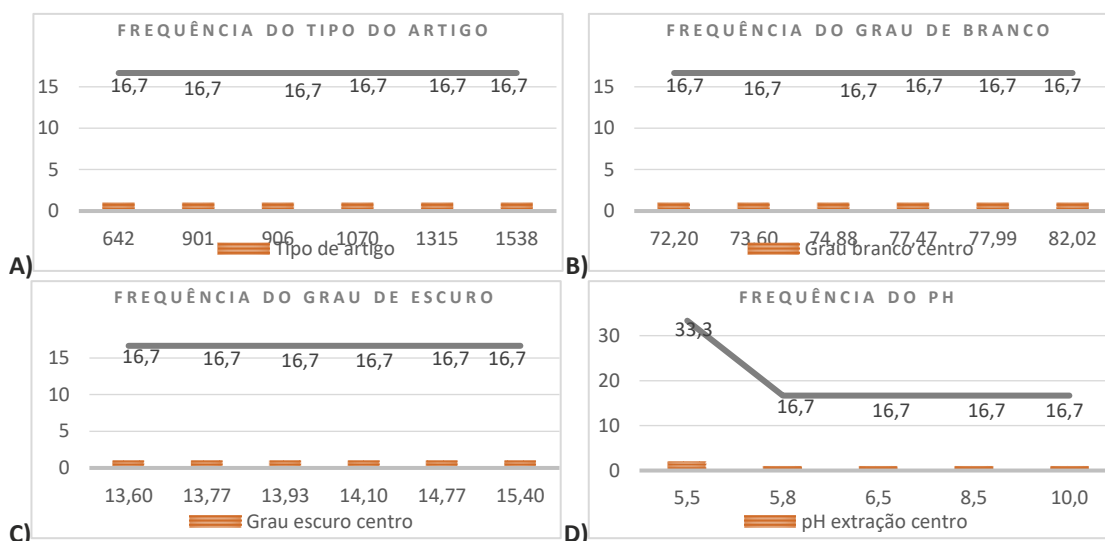 FREQUÊNCIA DO TIPO DO ARTIGO
16,7 16,7 16,7 16,7 16,7 16,7
15
10
5
0
642 901 906 1070 1315 1538
Tipo de artigo
A)
FREQUÊNCIA DO GRAU DE BRANCO
16,7 16,7 16,7 16,7 16,7 16,7
15
10
5
0
72,20 73,60 74,88 77,47 77,99 82,02
Grau branco centro
B)
FREQUÊNCIA DO GRAU DE ESCURO
16,7 16,7 16,7 16,7 16,7 16,7
15
10
5
0
13,60 13,77 13,93 14,10 14,77 15,40
Grau escuro centro
C)
FREQUÊNCIA DO PH
33,3 16,7 16,7 16,7 16,7
30
20
10
0
5,5 5,8 6,5 8,5 10,0
pH extração centro
D)